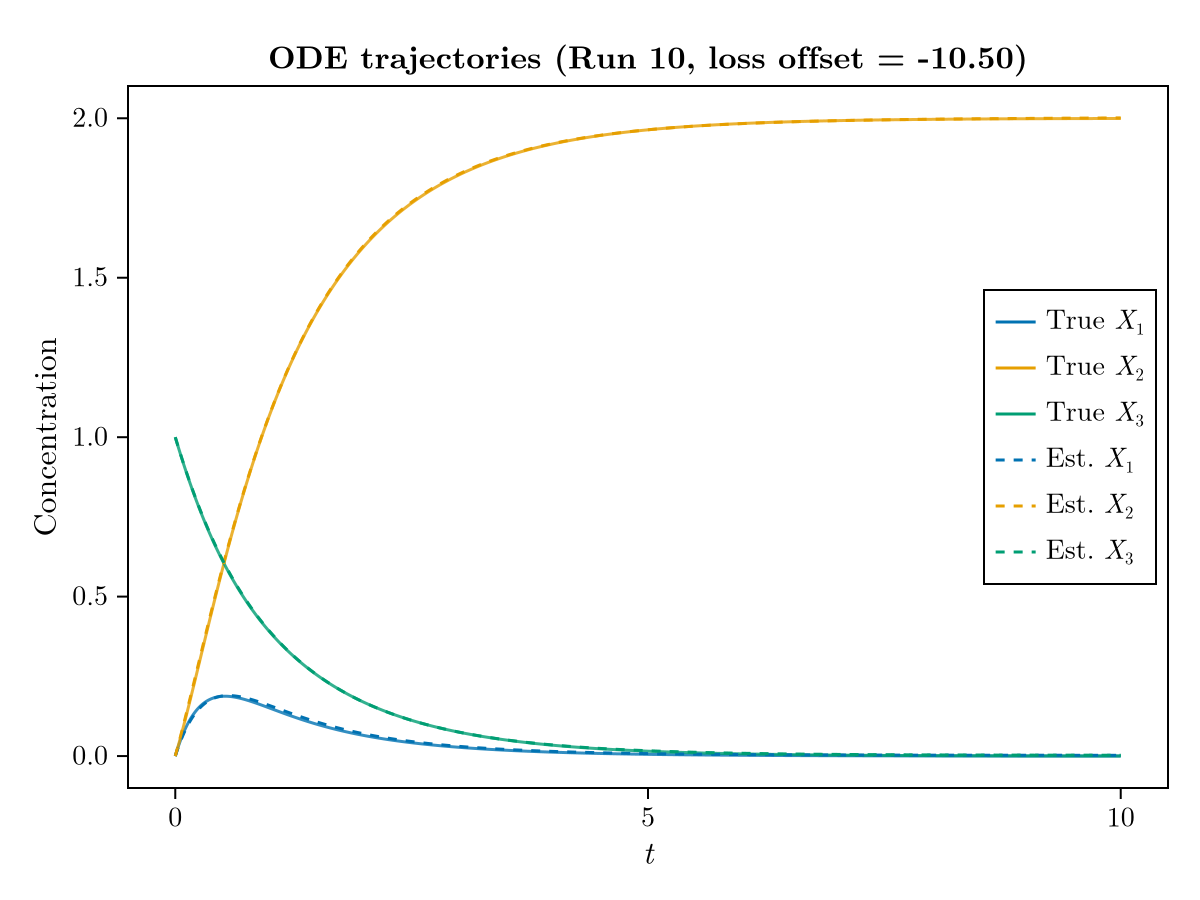 ODE trajectories (Run 10, loss offset = -10.50)
2.0
1.5
1.0
0.5
0.0
Concentration
0
5
10
t
True X₁
True X₂
True X₃
Est. X₁
Est. X₂
Est. X₃